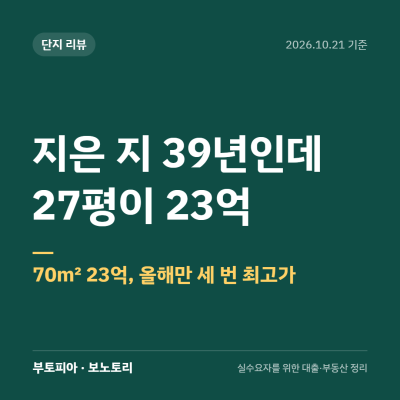 단지 리뷰
2026.10.21 기준
지은 지 39년인데
27평이 23억
70m² 23억, 올해만 세 번 최고가
부토피아 · 보노토리
실수요자를 위한 대출·부동산 정리